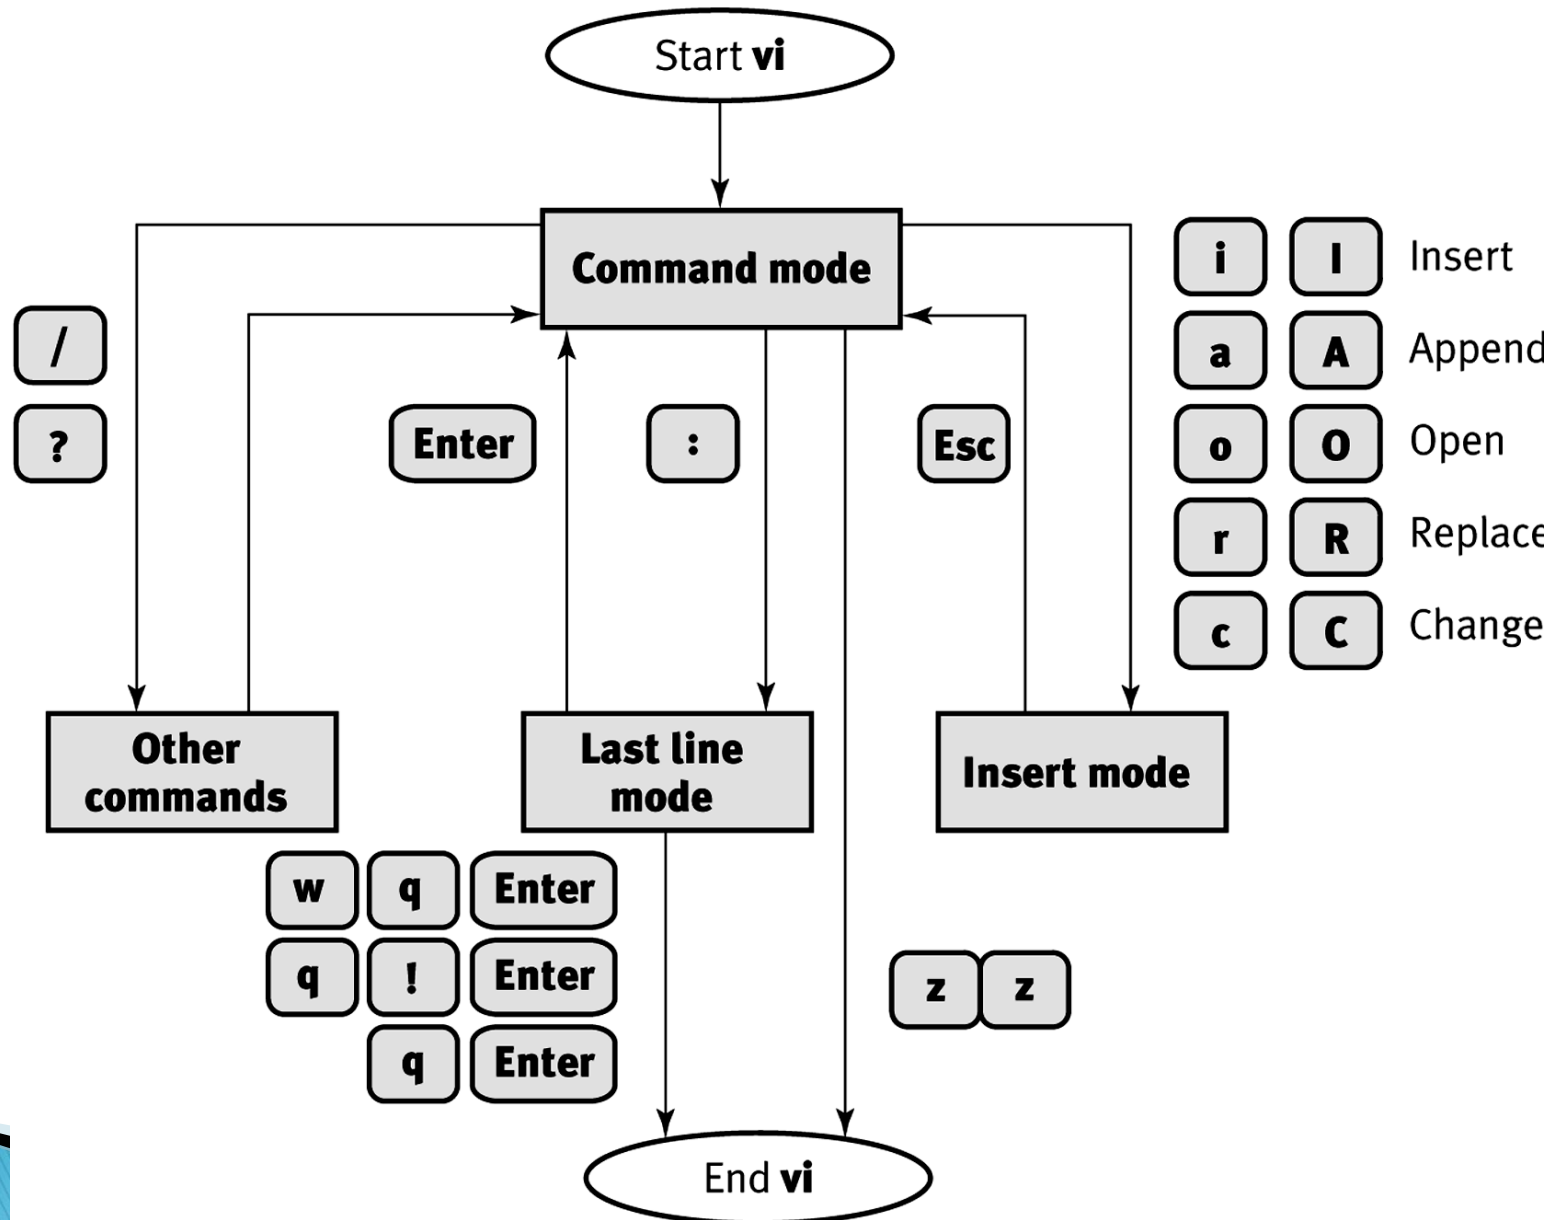 Start vi
Command mode
i I Insert
a A Append
o O Open
r R Replace
c C Change
/
?
Enter
:
Esc
Other
commands
Last line
mode
Insert mode
w q Enter
q ! Enter
q Enter
z z
End vi